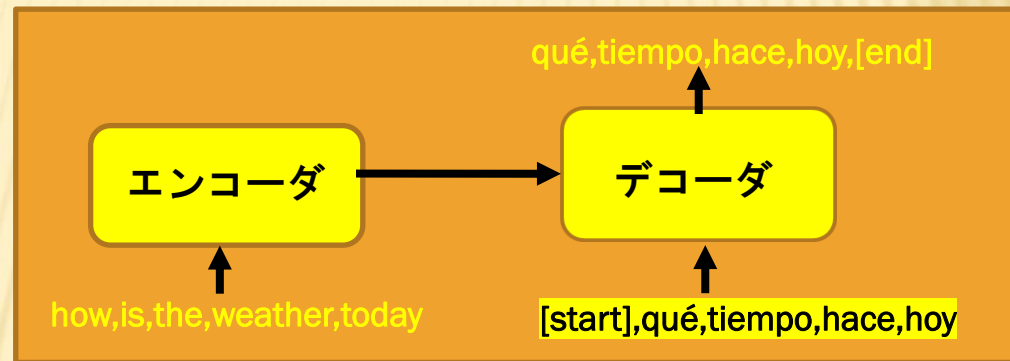 qué,tiempo,hace,hoy,[end]
エンコーダ
デコーダ
how,is,the,weather,today
[start],qué,tiempo,hace,hoy